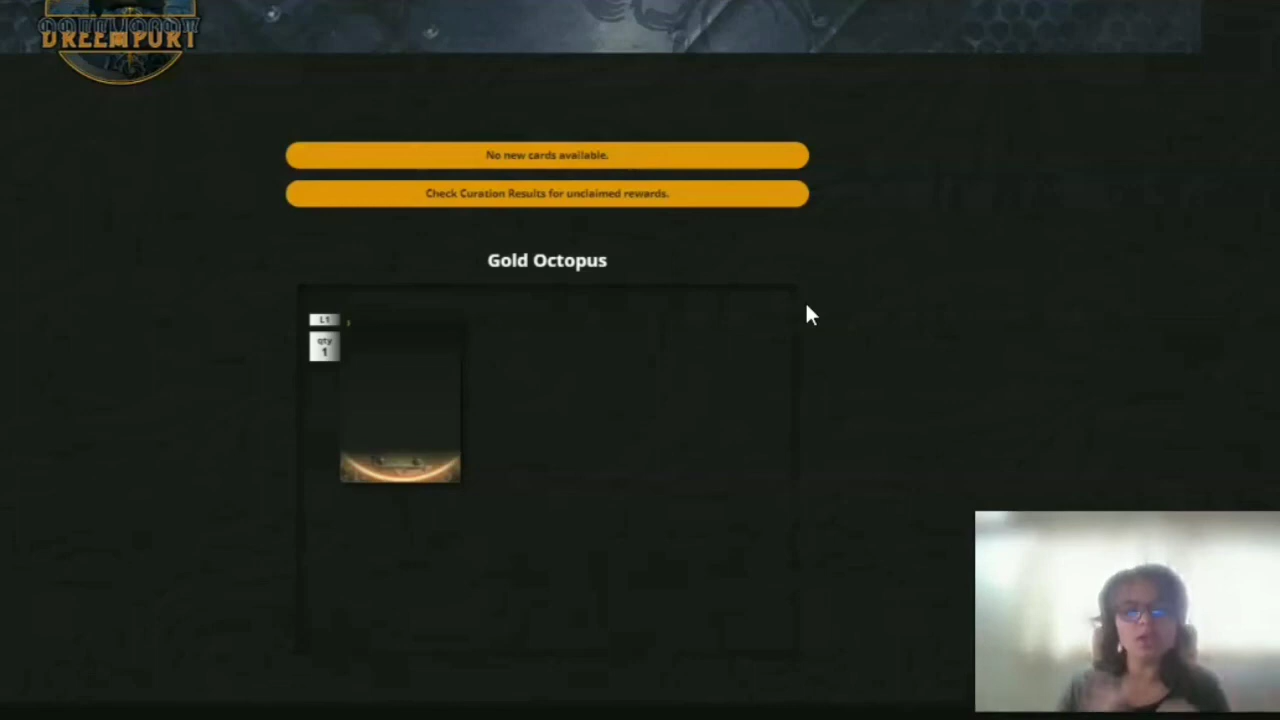 DREEMPORT
No new cards available.
Check Curation Results for unclaimed rewards.
Gold Octopus
L1
qty
1